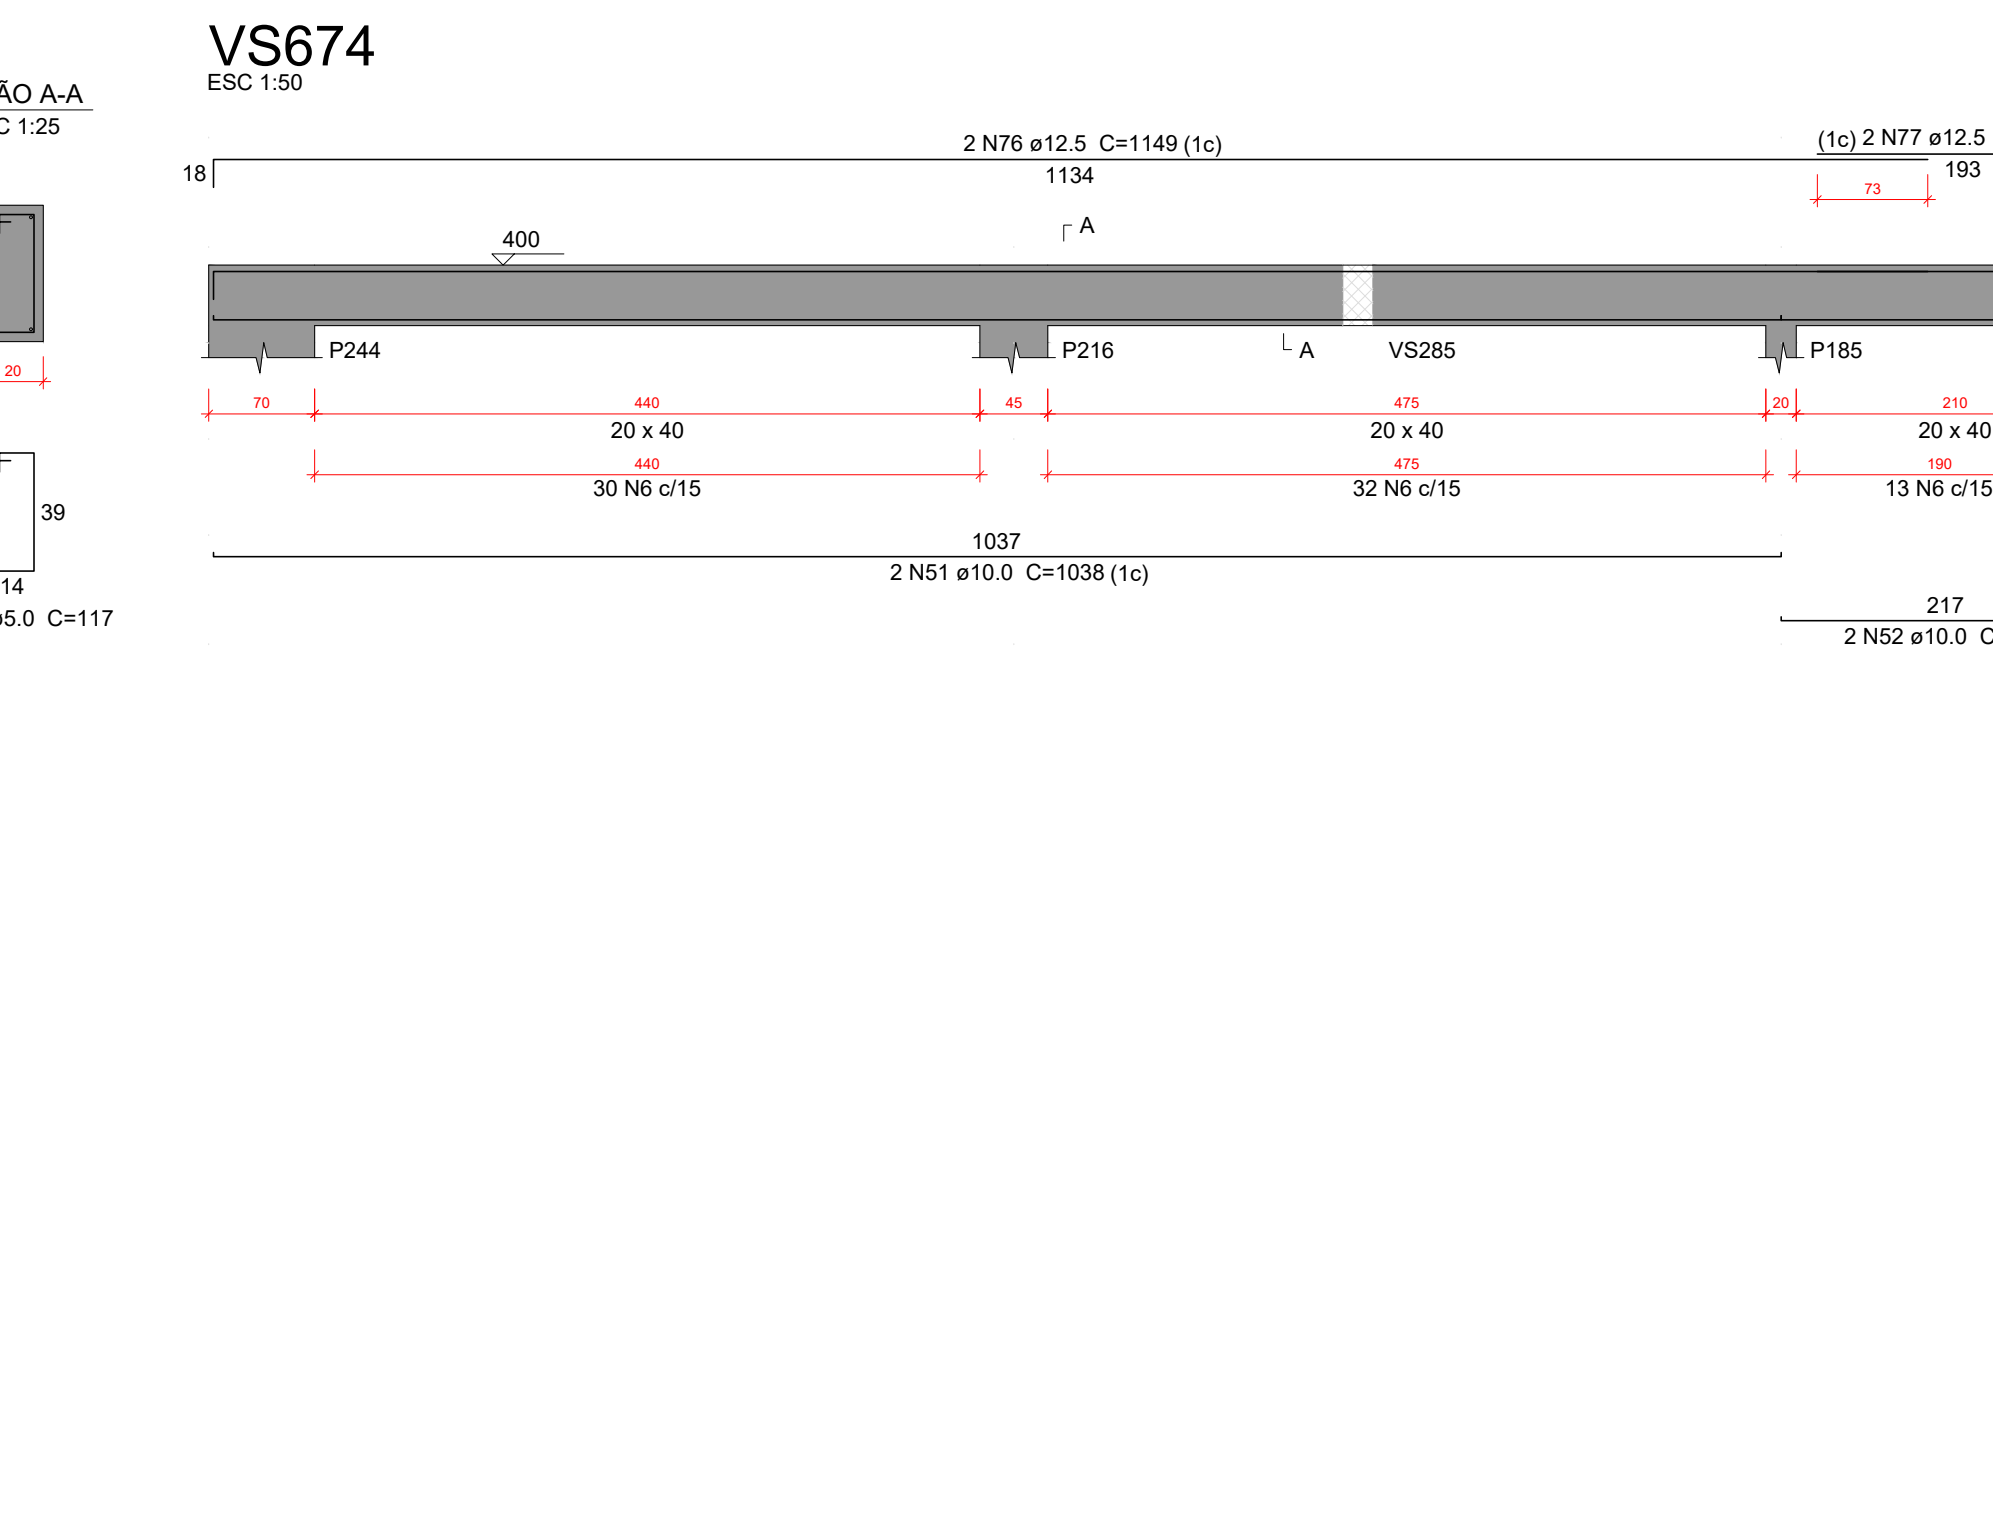 VS674
ESC 1:50
ÃO A-A
1:25
2 N76 ø12.5 C=1149 (1c)
(1c) 2 N77 ø12.5
18
1134
193
73
A
400
P244
P216
A
VS285
P185
20
70
440
45
475
20
210
20 x 40
20 x 40
20 x 40
440
475
190
30 N6 c/15
32 N6 c/15
13 N6 c/15
39
1037
2 N51 ø10.0 C=1038 (1c)
14
ø5.0 C=117
217
2 N52 ø10.0 C